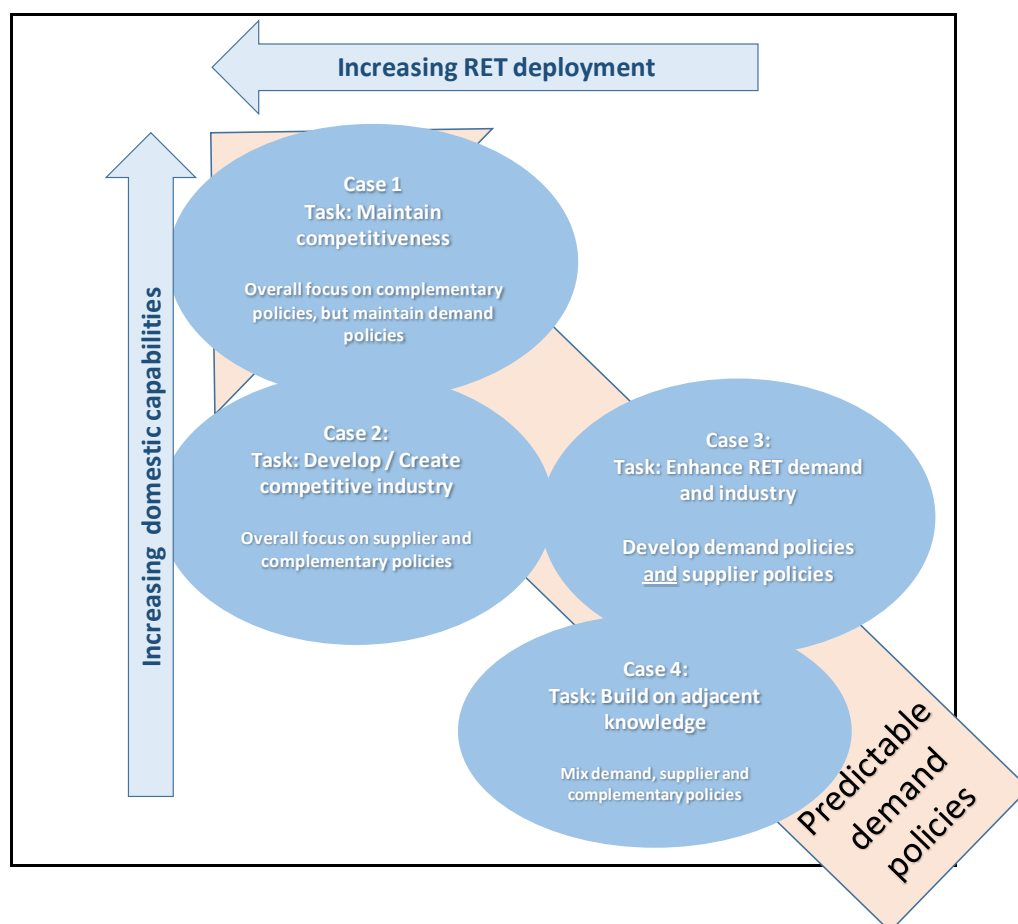 Increasing RET deployment
Increasing domestic capabilities
Case 1
Task: Maintain
competitiveness
Overall focus on complementary
policies, but maintain demand
policies
Case 2:
Task: Develop / Create
competitive industry
Overall focus on supplier and
complementary policies
Case 3:
Task: Enhance RET demand
and industry
Develop demand policies
and supplier policies
Case 4:
Task: Build on adjacent
knowledge
Mix demand, supplier and
complementary policies
Predictable
demand
policies